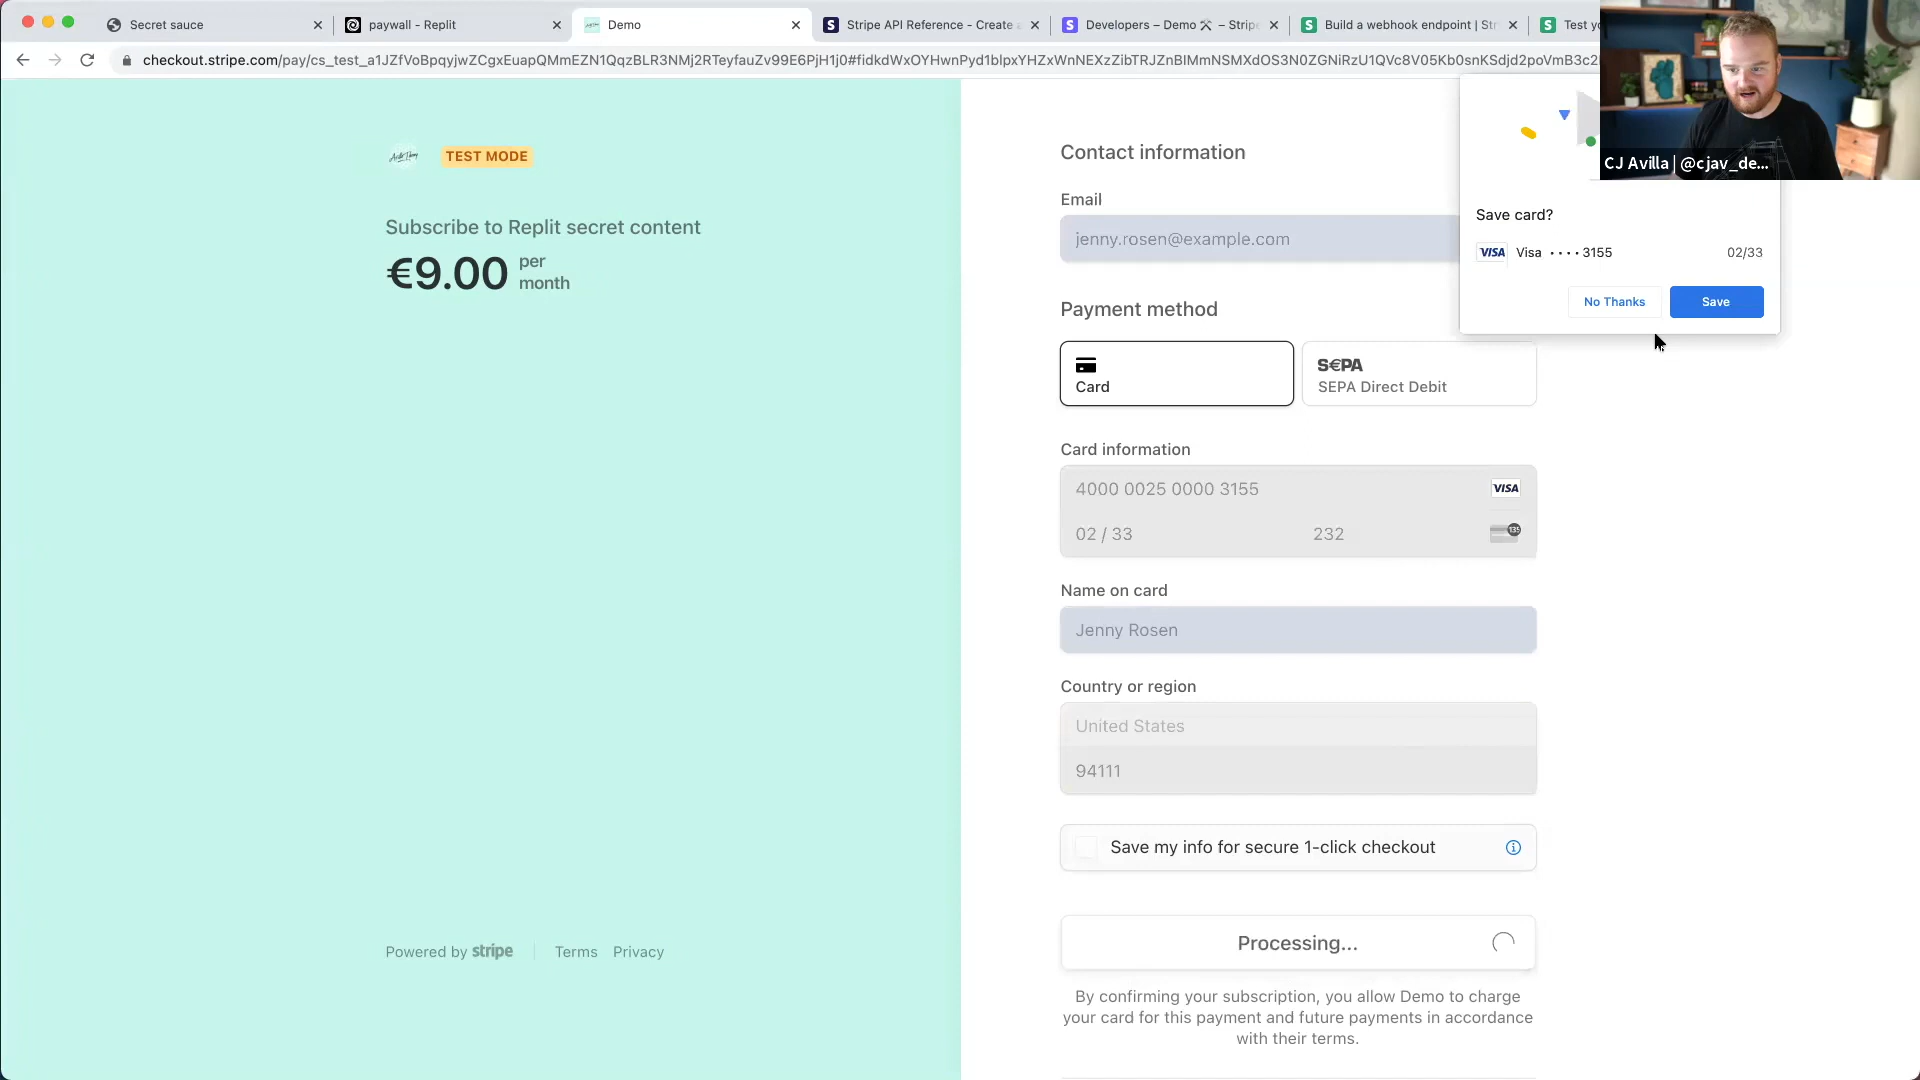 Secret sauce
paywall - Replit
Demo
Stripe API Reference - Create a
Developers – Demo 🛠 – Stripe
Build a webhook endpoint | Str
Test yo
checkout.stripe.com/pay/cs_test_a1JZfVoBpqyjwZCgxEuapQMmEZN1QqzBLR3NMj2RTeyfauZv99E6PjH1j0#fidkdWxOYHwnPyd1blpxYHZxWnNEXzZibTRJZnBlMmNSMXdOS3N0ZGNiRzU1QVc8V05Kb0snKSdjd2poVmB3c2
CJ Avilla | @cjav_de...
TEST MODE
Subscribe to Replit secret content
€9.00 per
month
Powered by stripe
Terms
Privacy
Contact information
Email
jenny.rosen@example.com
Payment method
Card
S€PA
SEPA Direct Debit
Card information
4000 0025 0000 3155
VISA
02 / 33
232
135
Name on card
Jenny Rosen
Country or region
United States
94111
Save my info for secure 1-click checkout
Processing...
By confirming your subscription, you allow Demo to charge
your card for this payment and future payments in accordance
with their terms.
Save card?
VISA Visa ····3155 02/33
No Thanks
Save